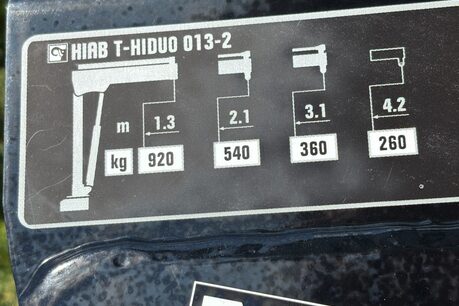 HIAB T-HIDUO 013-2
m 1.3 2.1 3.1 4.2
kg 920 540 360 260